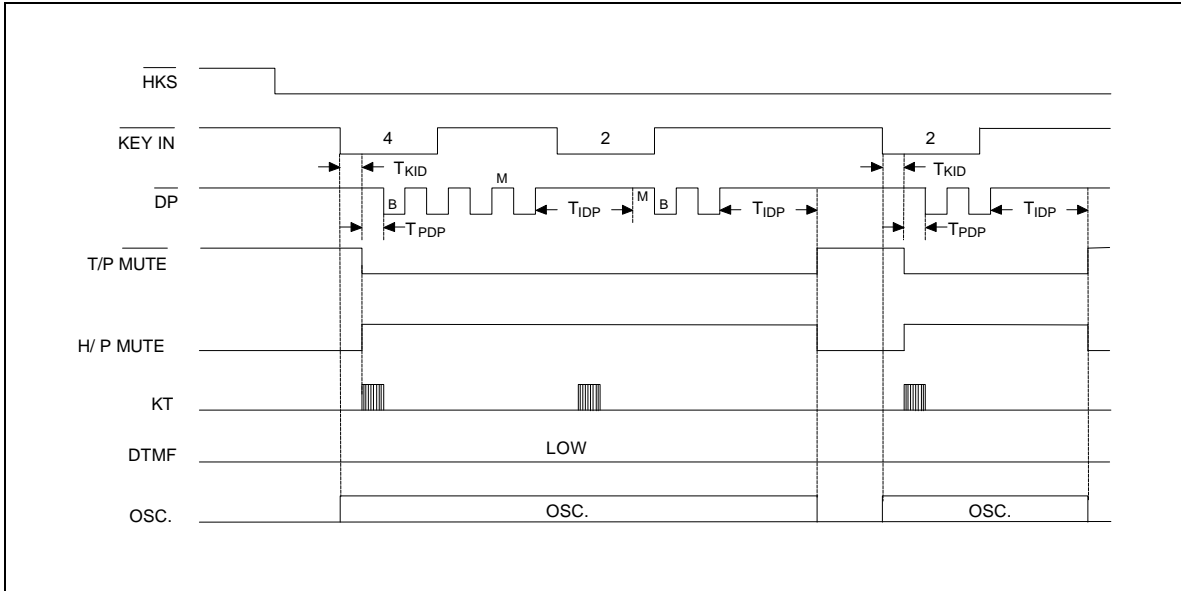 HKS
KEY IN 4 2 2
TKID TKID
DP B M TIDP M B TIDP TIDP
TPDP TPDP
T/P MUTE
H/ P MUTE
KT
DTMF LOW
OSC. OSC. OSC.